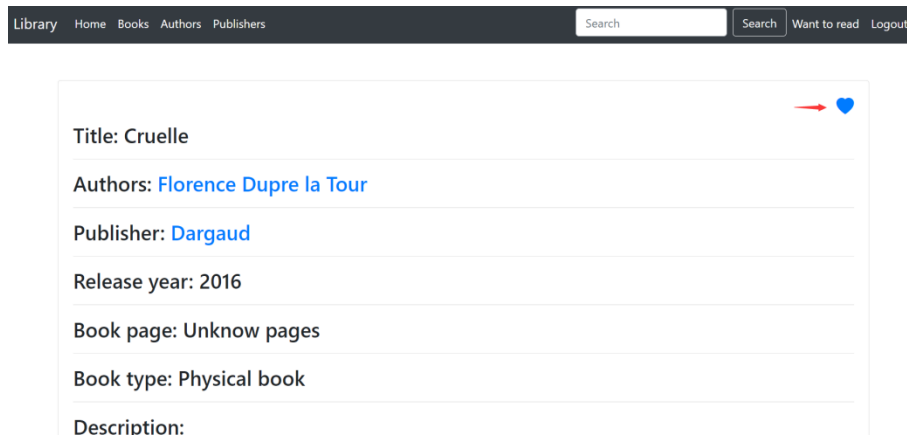 Library Home Books Authors Publishers Search Search Want to read Logout
Title: Cruelle
Authors: Florence Dupre la Tour
Publisher: Dargaud
Release year: 2016
Book page: Unknow pages
Book type: Physical book
Description: